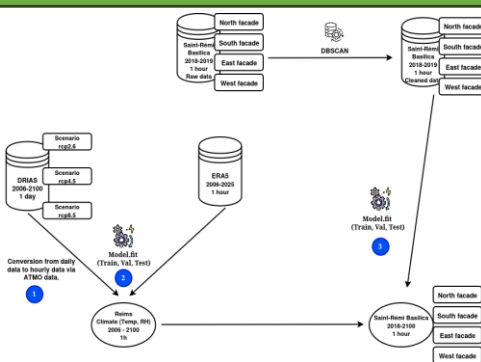 North facade
South facade
East facade
West facade
Saint-Rémi
Basilica
2018-2019
1 hour
Raw data
DBSCAN
North facade
South facade
East facade
West facade
Saint-Rémi
Basilica
2018-2019
1 hour
Cleaned data
Scenario
rcp2.6
Scenario
rcp4.5
Scenario
rcp8.5
DRIAS
2006-2100
1 day
ERA5
2006-2025
1 hour
Conversion from daily
data to hourly data via
ATMO data.
1
Model.fit
(Train, Val, Test)
2
Model.fit
(Train, Val, Test)
3
Reims
Climate (Temp, RH)
2006 - 2100
1h
Saint-Rémi Basilica
2018-2100
1 hour
North facade
South facade
East facade
West facade